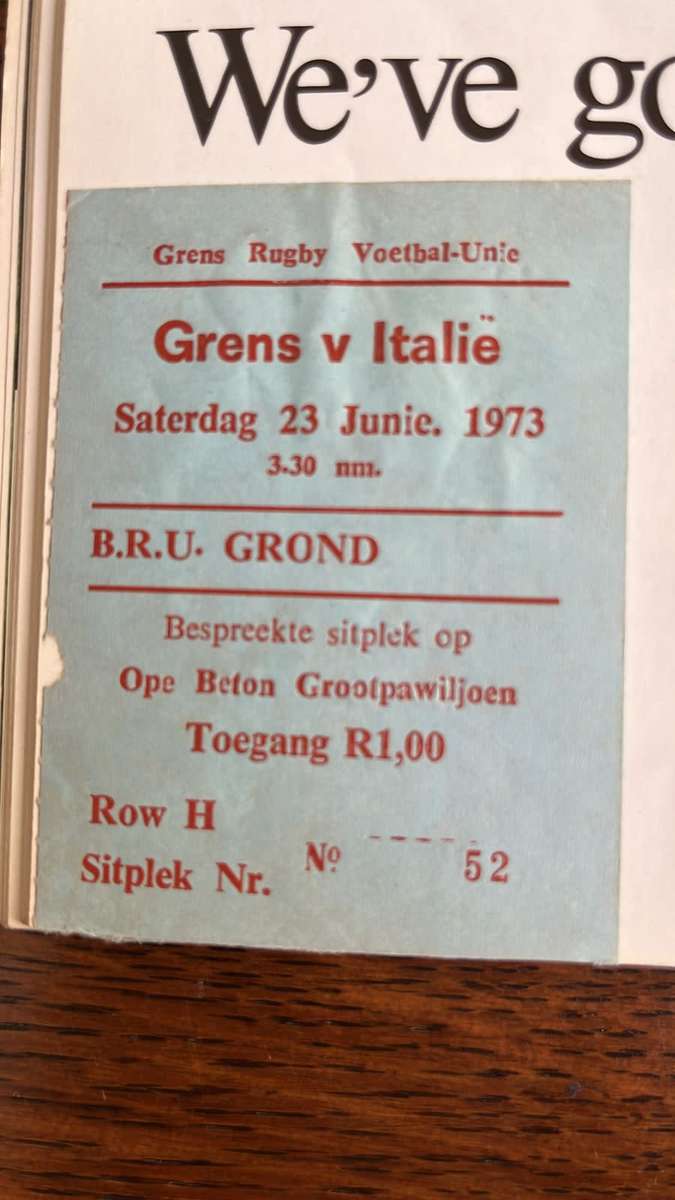 We've go
Grens Rugby Voetbal-Unie
Grens v Italië
Saterdag 23 Junie. 1973
3.30 nm.
B.R.U. GROND
Bespreekte sitplek op
Ope Beton Grootpawiljoen
Toegang R1,00
Row H
Sitplek Nr. Nº 52